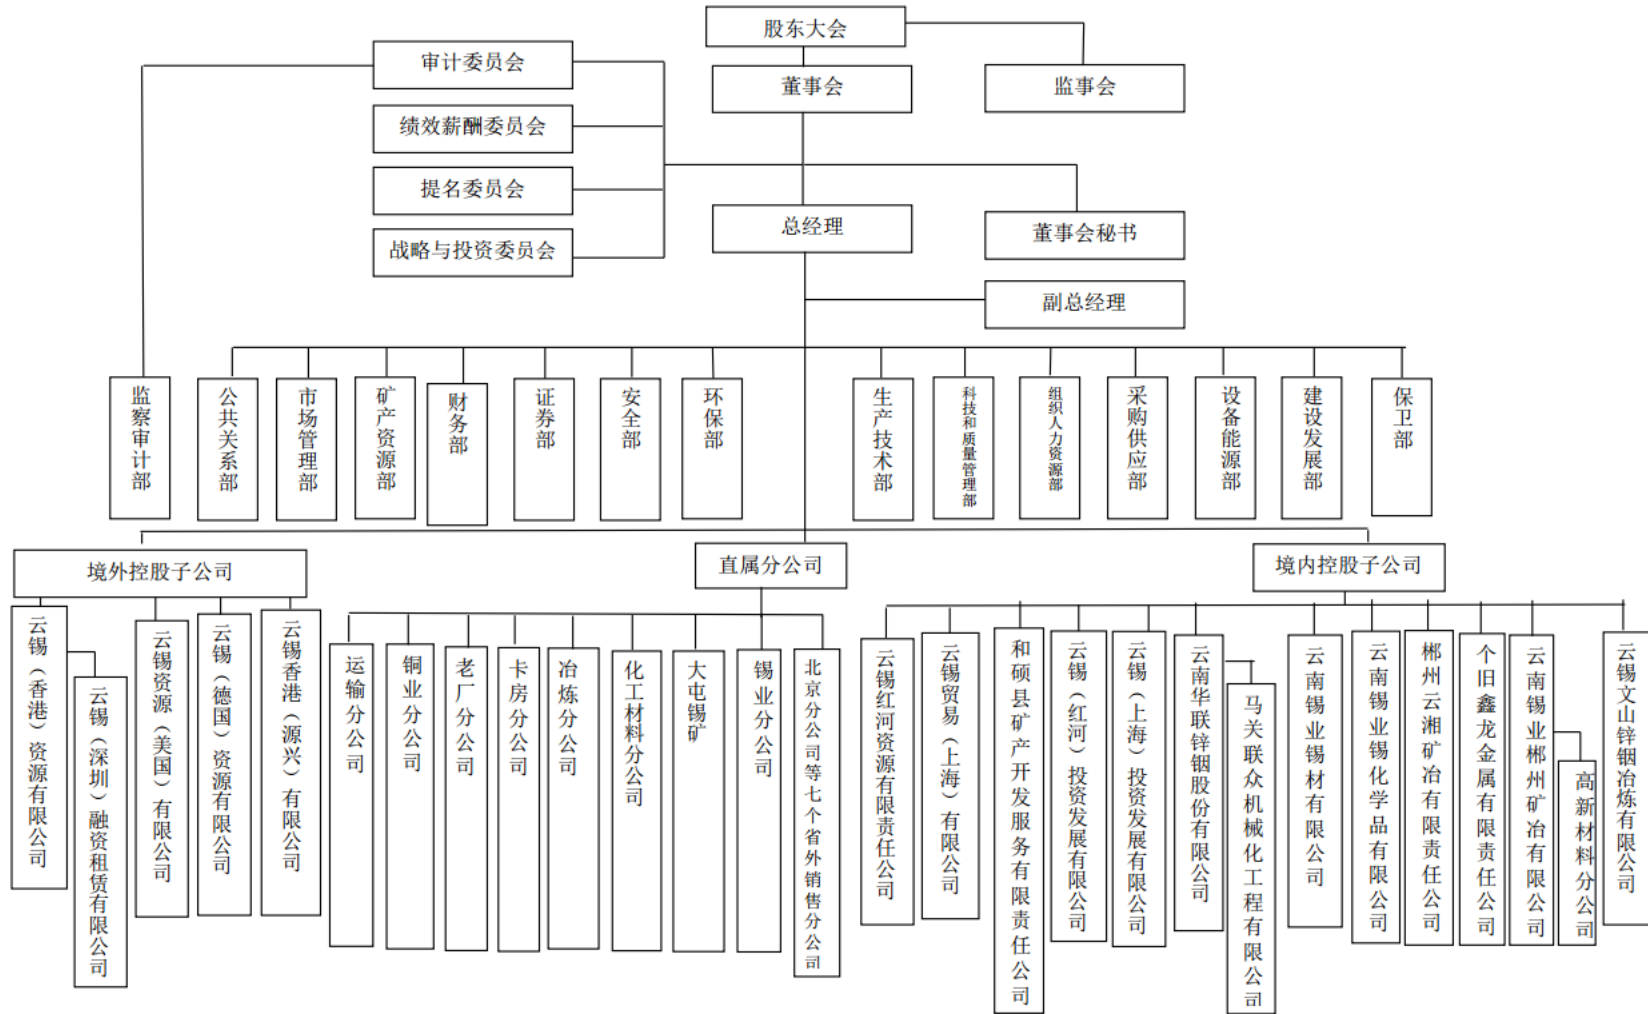 股东大会
审计委员会
董事会
监事会
绩效薪酬委员会
提名委员会
总经理
董事会秘书
战略与投资委员会
副总经理
监察审计部
公共关系部
市场管理部
矿产资源部
财务部
证券部
安全部
环保部
生产技术部
科技和质量管理部
组织人力资源部
采购供应部
设备能源部
建设发展部
保卫部
境外控股子公司
直属分公司
境内控股子公司
云锡（香港）资源有限公司
云锡（深圳）融资租赁有限公司
云锡资源（美国）有限公司
云锡（德国）资源有限公司
云锡香港（源兴）有限公司
运输分公司
铜业分公司
老厂分公司
卡房分公司
冶炼分公司
化工材料分公司
大屯锡矿
锡业分公司
北京分公司等七个省外销售分公司
云锡红河资源有限责任公司
云锡贸易（上海）有限公司
和硕县矿产开发服务有限责任公司
云锡（红河）投资发展有限公司
云锡（上海）投资发展有限公司
云南华联锌铟股份有限公司
马关联众机械化工程有限公司
云南锡业锡材有限公司
云南锡业锡化学品有限公司
郴州云湘矿冶有限责任公司
个旧鑫龙金属有限责任公司
云南锡业郴州矿冶有限公司
高新材料分公司
云锡文山锌铟冶炼有限公司